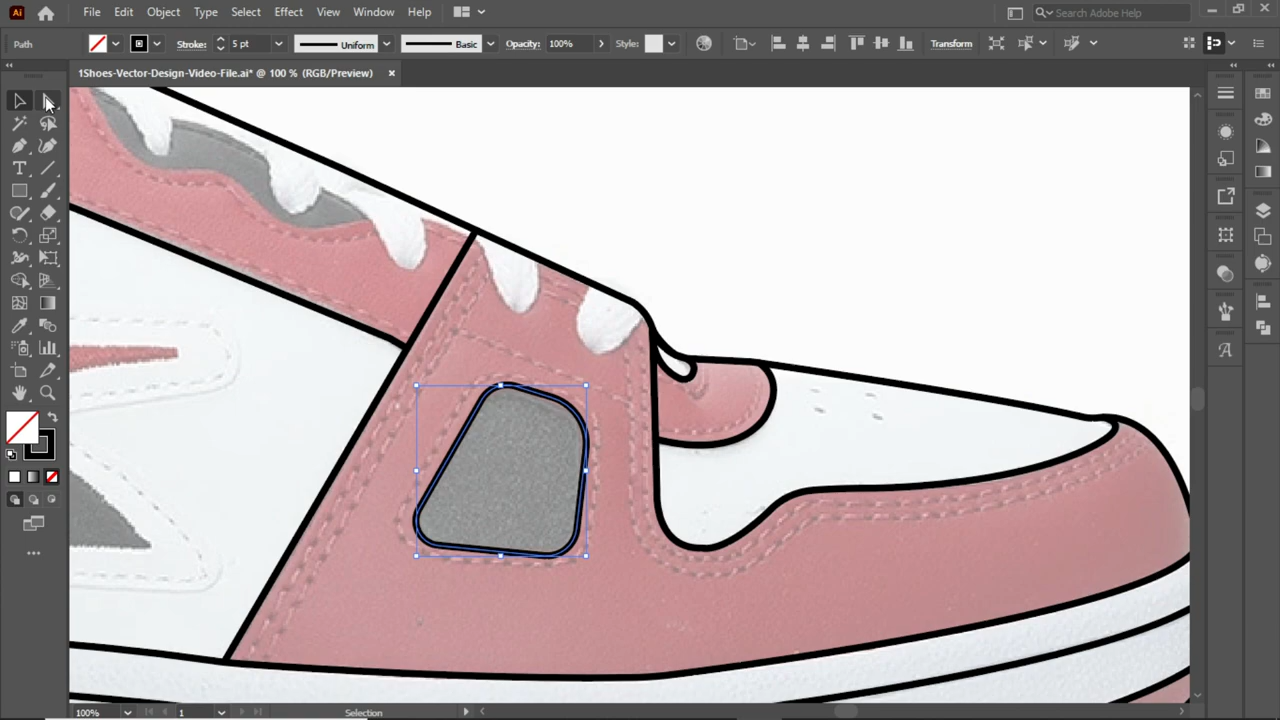 Ai File Edit Object Type Select Effect View Window Help Search Adobe Help
Path Stroke: 5 pt Uniform Basic Opacity: 100% Style: Transform
1Shoes-Vector-Design-Video-File.ai* @ 100 % (RGB/Preview) ×
100% 1 Selection